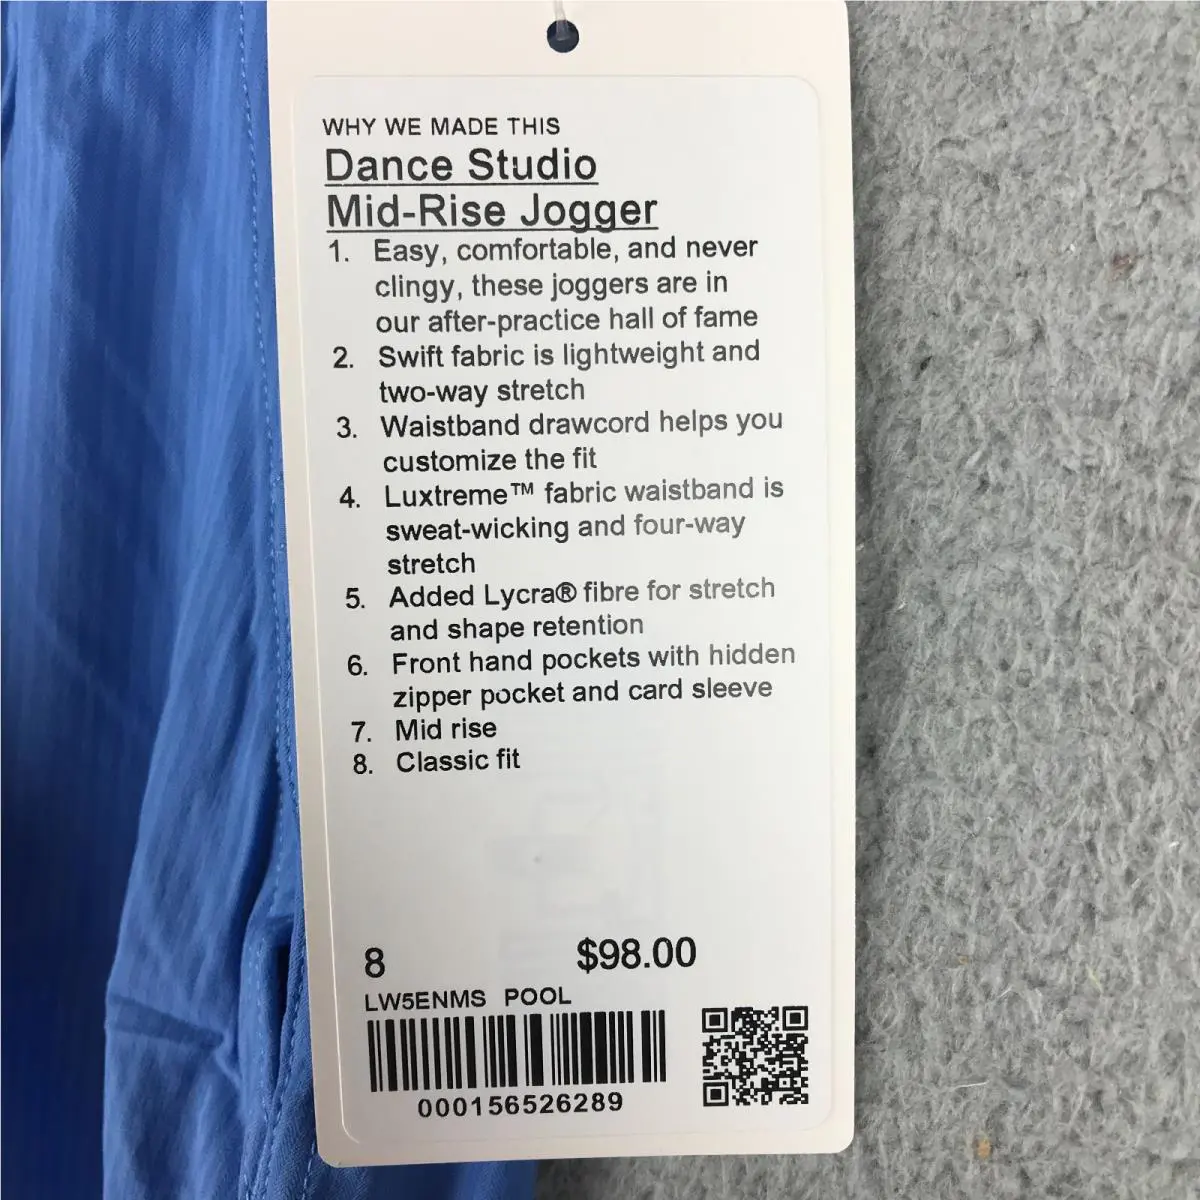 WHY WE MADE THIS
Dance Studio
Mid-Rise Jogger
1. Easy, comfortable, and never
clingy, these joggers are in
our after-practice hall of fame
2. Swift fabric is lightweight and
two-way stretch
3. Waistband drawcord helps you
customize the fit
4. Luxtreme™ fabric waistband is
sweat-wicking and four-way
stretch
5. Added Lycra® fibre for stretch
and shape retention
6. Front hand pockets with hidden
zipper pocket and card sleeve
7. Mid rise
8. Classic fit
8 $98.00
LW5ENMS POOL
000156526289